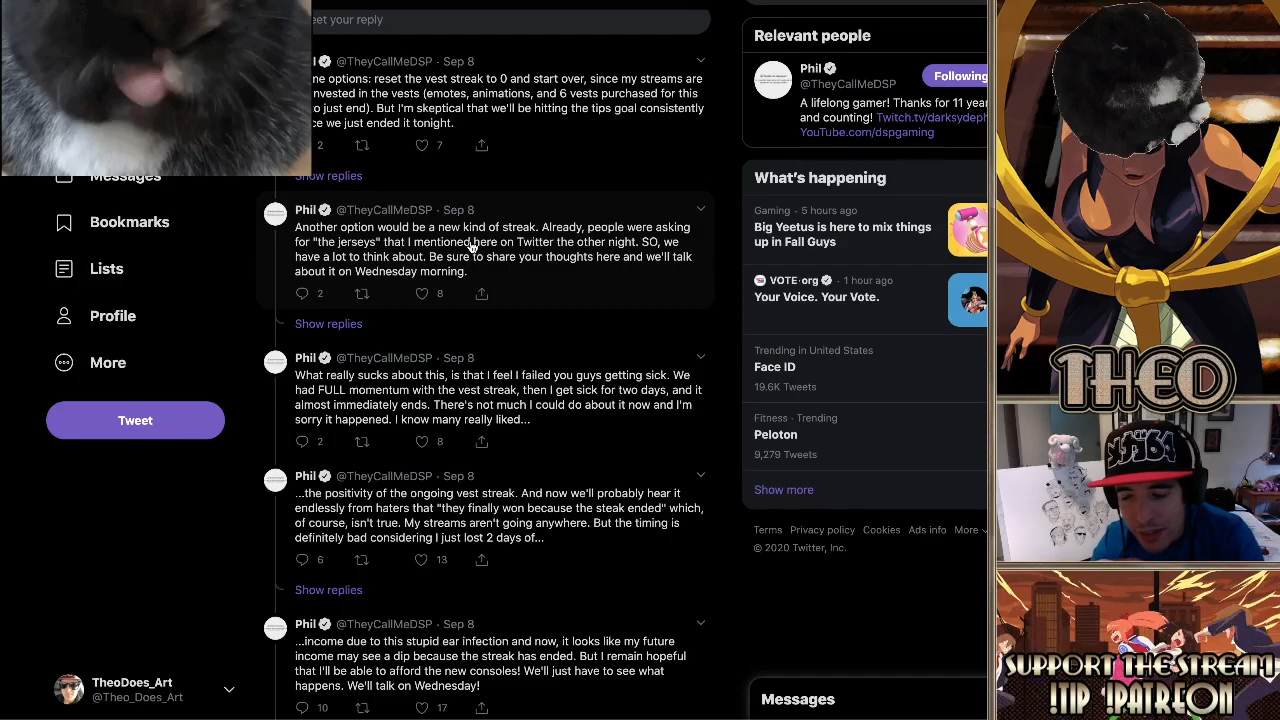 eet your reply
@TheyCallMeDSP · Sep 8
ne options: reset the vest streak to 0 and start over, since my streams are
nvested in the vests (emotes, animations, and 6 vests purchased for this
o just end). But I'm skeptical that we'll be hitting the tips goal consistently
ce we just ended it tonight.
2
7
Show replies
Messages
Bookmarks
Lists
Profile
More
Tweet
Phil @TheyCallMeDSP · Sep 8
Another option would be a new kind of streak. Already, people were asking
for "the jerseys" that I mentioned here on Twitter the other night. SO, we
have a lot to think about. Be sure to share your thoughts here and we'll talk
about it on Wednesday morning.
2
8
Show replies
Phil @TheyCallMeDSP · Sep 8
What really sucks about this, is that I feel I failed you guys getting sick. We
had FULL momentum with the vest streak, then I get sick for two days, and it
almost immediately ends. There's not much I could do about it now and I'm
sorry it happened. I know many really liked...
2
8
Phil @TheyCallMeDSP · Sep 8
...the positivity of the ongoing vest streak. And now we'll probably hear it
endlessly from haters that "they finally won because the steak ended" which,
of course, isn't true. My streams aren't going anywhere. But the timing is
definitely bad considering I just lost 2 days of...
6
13
Show replies
Phil @TheyCallMeDSP · Sep 8
...income due to this stupid ear infection and now, it looks like my future
income may see a dip because the streak has ended. But I remain hopeful
that I'll be able to afford the new consoles! We'll just have to see what
happens. We'll talk on Wednesday!
10
17
TheoDoes_Art
@Theo_Does_Art
Relevant people
Phil
@TheyCallMeDSP
Following
A lifelong gamer! Thanks for 11 year
and counting! Twitch.tv/darksydeph
YouTube.com/dspgaming
What's happening
Gaming · 5 hours ago
Big Yeetus is here to mix things
up in Fall Guys
VOTE·org · 1 hour ago
Your Voice. Your Vote.
Trending in United States
Face ID
19.6K Tweets
Fitness · Trending
Peloton
9,279 Tweets
Show more
Terms Privacy policy Cookies Ads info More
© 2020 Twitter, Inc.
Messages
THEO
SUPPORT THE STREAM
!TIP !PATREON